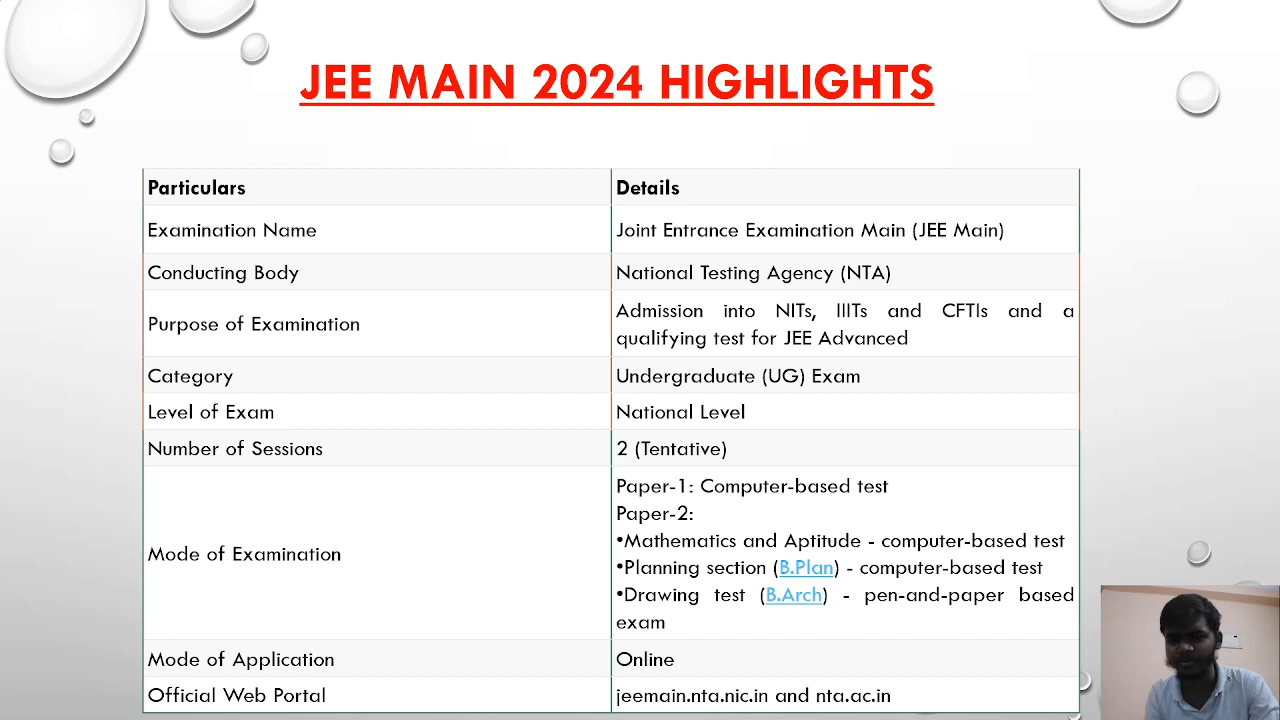 JEE MAIN 2024 HIGHLIGHTS
Particulars
Details
Examination Name
Joint Entrance Examination Main (JEE Main)
Conducting Body
National Testing Agency (NTA)
Purpose of Examination
Admission into NITs, IIITs and CFTIs and a
qualifying test for JEE Advanced
Category
Undergraduate (UG) Exam
Level of Exam
National Level
Number of Sessions
2 (Tentative)
Mode of Examination
Paper-1: Computer-based test
Paper-2:
•Mathematics and Aptitude - computer-based test
•Planning section (B.Plan) - computer-based test
•Drawing test (B.Arch) - pen-and-paper based
exam
Mode of Application
Online
Official Web Portal
jeemain.nta.nic.in and nta.ac.in